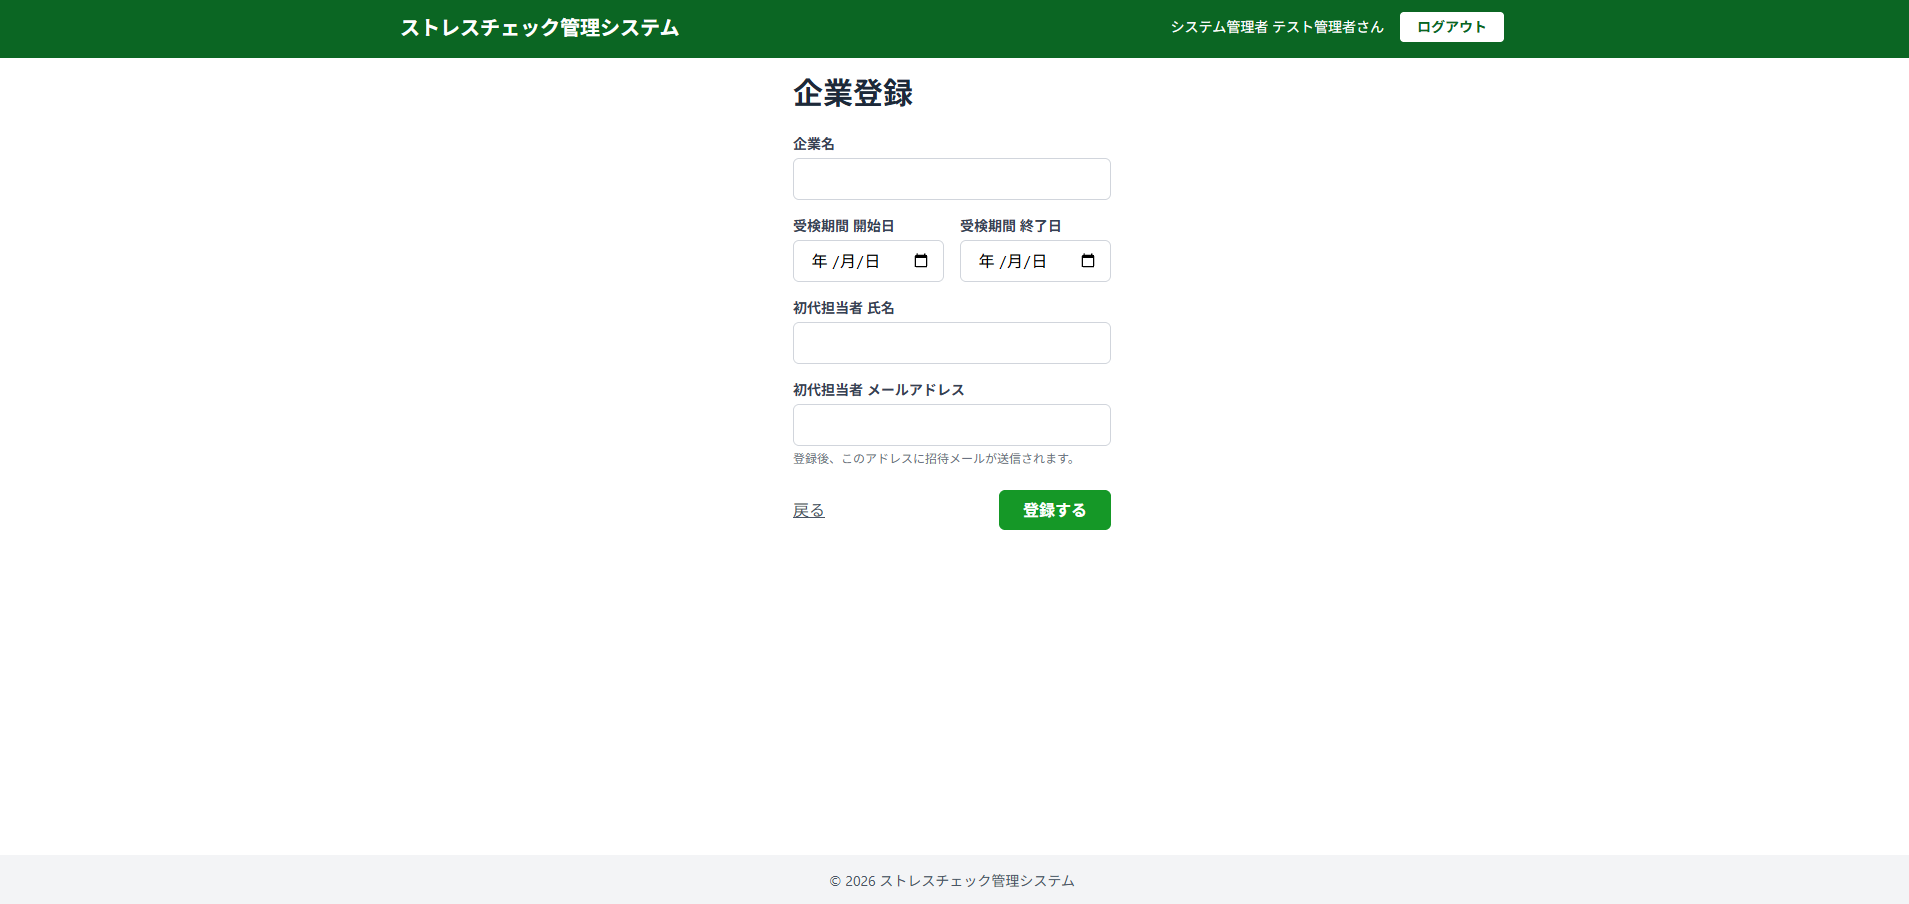 ストレスチェック管理システム
システム管理者 テスト管理者さん
ログアウト
企業登録
企業名
受検期間 開始日
受検期間 終了日
年 /月/日
年 /月/日
初代担当者 氏名
初代担当者 メールアドレス
登録後、このアドレスに招待メールが送信されます。
戻る
登録する
© 2026 ストレスチェック管理システム